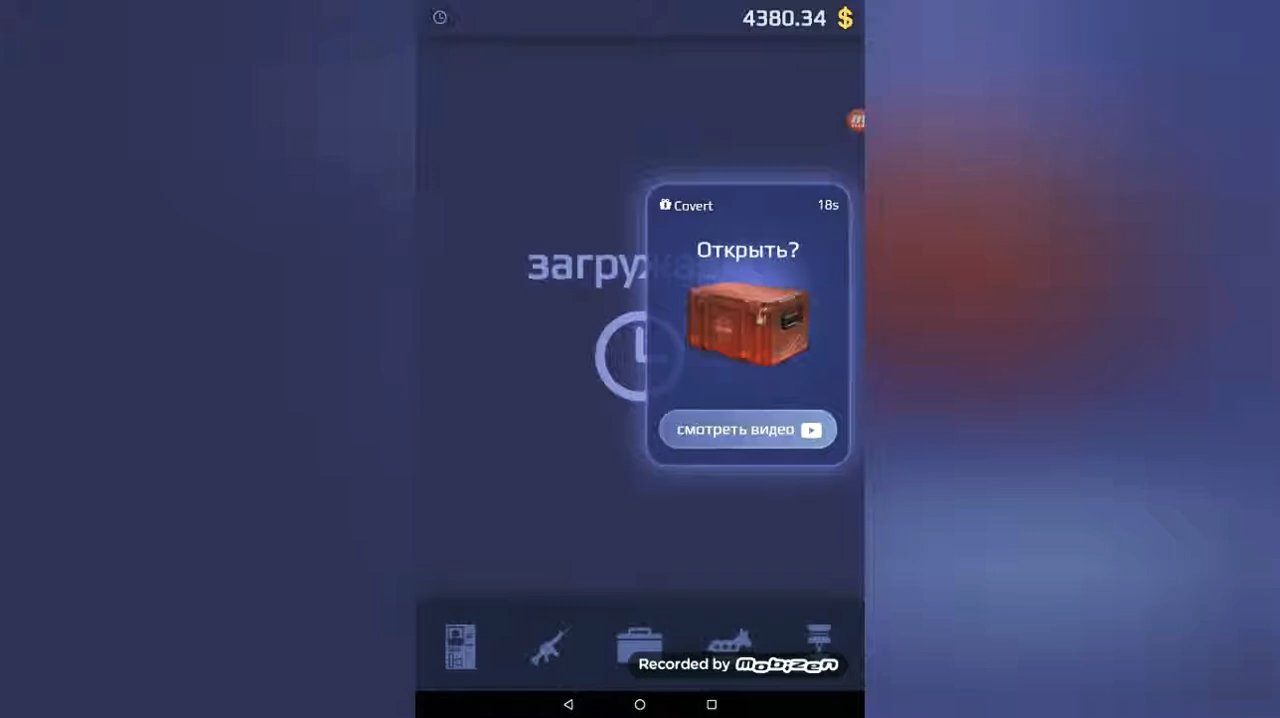 4380.34 $
Covert 18s
Открыть?
смотреть видео
Recorded by mobizen